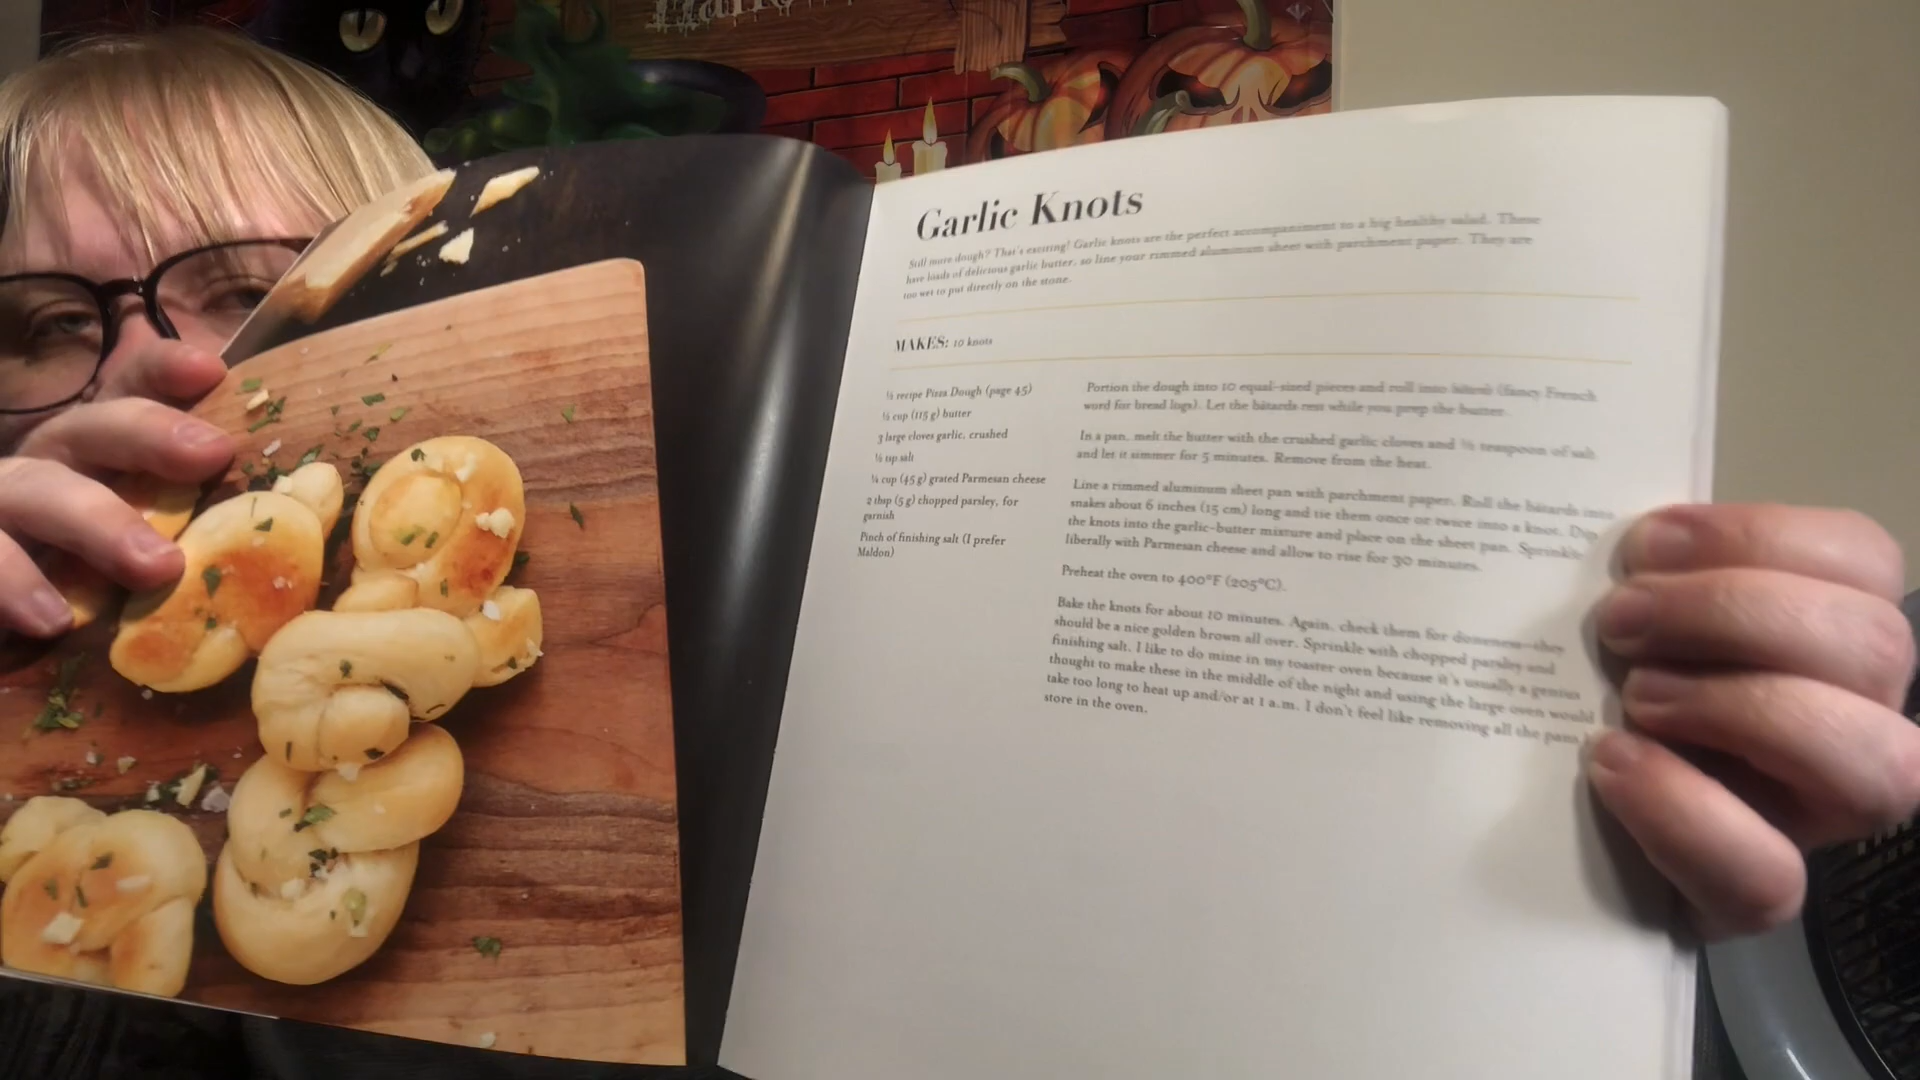 Hall
Garlic Knots
Still more dough? That's exciting! Garlic knots are the perfect accompaniment to a big healthy salad. These
have loads of delicious garlic butter, so line your rimmed aluminum sheet with parchment paper. They are
too wet to put directly on the stone.
MAKES: 10 knots
recipe Pizza Dough (page 45)
cup (115 g) butter
3 large cloves garlic, crushed
tsp salt
cup (45 g) grated Parmesan cheese
2 tbsp (5 g) chopped parsley, for
garnish
Pinch of finishing salt (I prefer
Maldon)
Portion the dough into 10 equal-sized pieces and roll into bâtards (fancy French
word for bread logs). Let the bâtards rest while you prep the butter.
In a pan, melt the butter with the crushed garlic cloves and teaspoon of salt
and let it simmer for 5 minutes. Remove from the heat.
Line a rimmed aluminum sheet pan with parchment paper. Roll the bâtards into
snakes about 6 inches (15 cm) long and tie them once or twice into a knot. Dip
the knots into the garlic-butter mixture and place on the sheet pan. Sprinkle
liberally with Parmesan cheese and allow to rise for 30 minutes.
Preheat the oven to 400°F (205°C).
Bake the knots for about 10 minutes. Again, check them for doneness—they
should be a nice golden brown all over. Sprinkle with chopped parsley and
finishing salt. I like to do mine in my toaster oven because it's usually a genius
thought to make these in the middle of the night and using the large oven would
take too long to heat up and/or at 1 a.m. I don't feel like removing all the pans I
store in the oven.